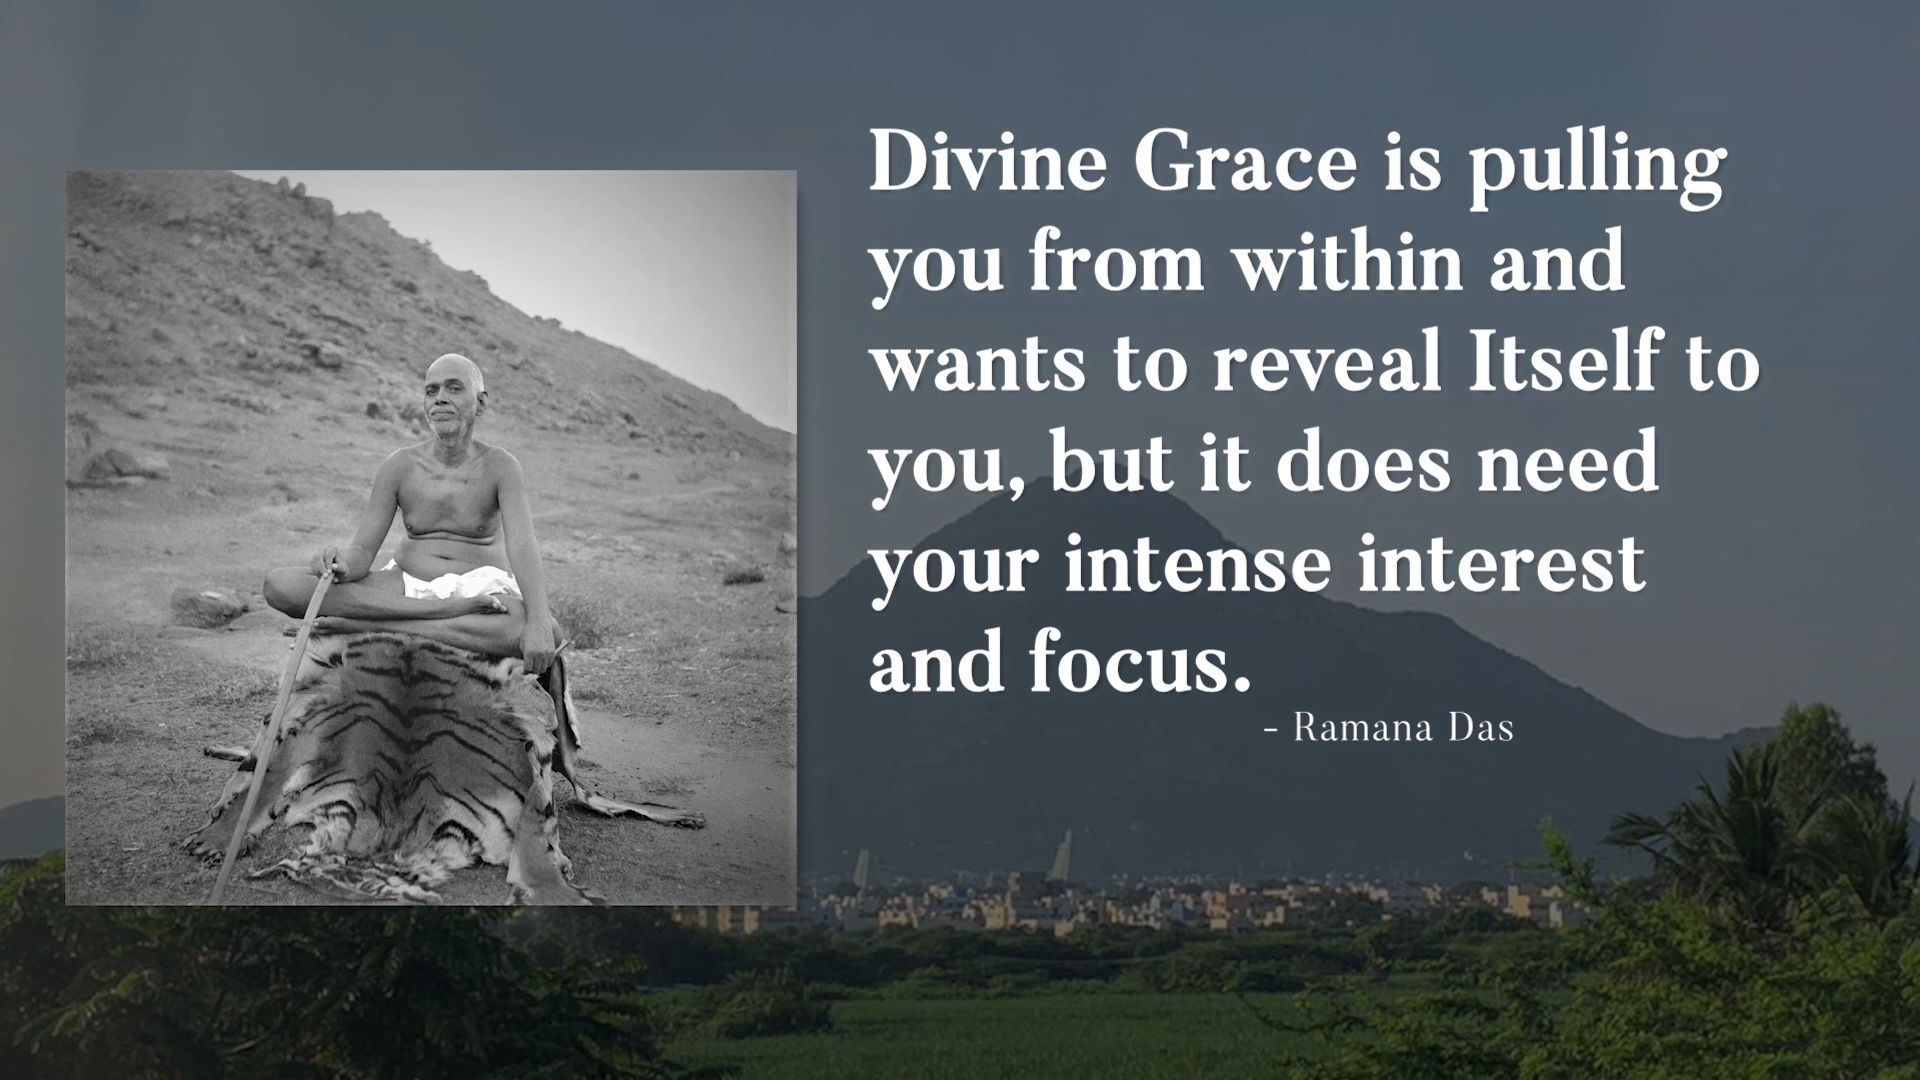 Divine Grace is pulling
you from within and
wants to reveal Itself to
you, but it does need
your intense interest
and focus.
- Ramana Das